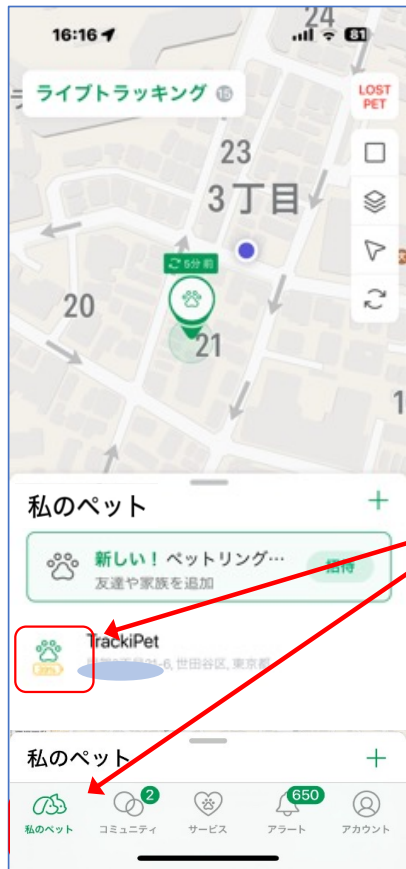 24
16:16
81
ライブトラッキング 15
LOST
PET
23
3丁目
5分前
20
21
1
私のペット
+
新しい！ペットリング…
招待
友達や家族を追加
TrackiPet
39%
-6, 世田谷区, 東京都
私のペット
+
2
650
私のペット
コミュニティ
サービス
アラート
アカウント